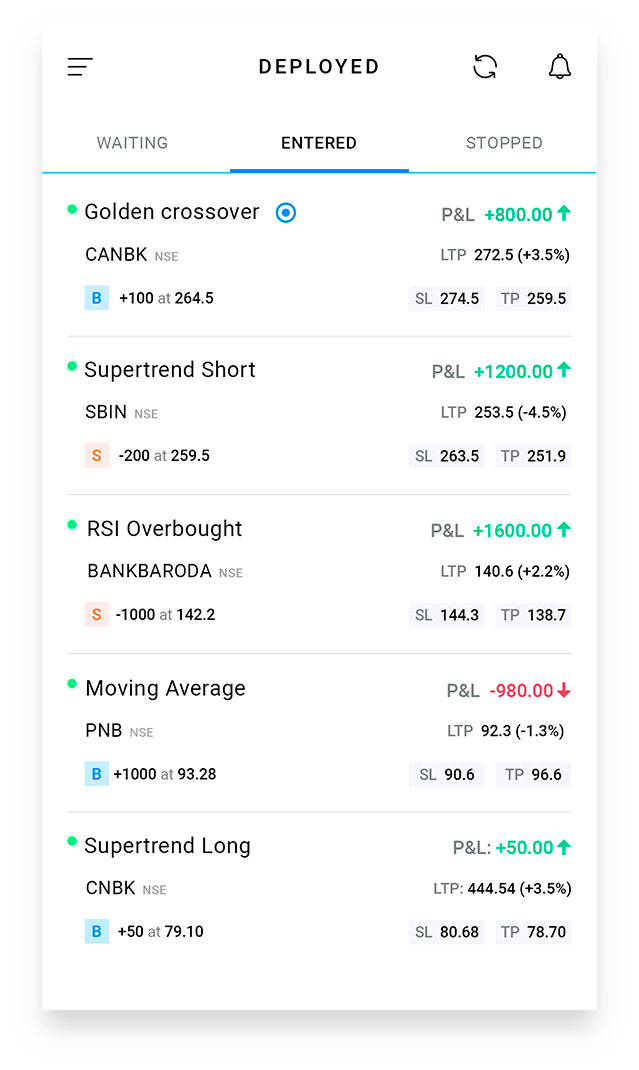 DEPLOYED
WAITING ENTERED STOPPED
Golden crossover P&L +800.00
CANBK NSE LTP 272.5 (+3.5%)
B +100 at 264.5 SL 274.5 TP 259.5
Supertrend Short P&L +1200.00
SBIN NSE LTP 253.5 (-4.5%)
S -200 at 259.5 SL 263.5 TP 251.9
RSI Overbought P&L +1600.00
BANKBARODA NSE LTP 140.6 (+2.2%)
S -1000 at 142.2 SL 144.3 TP 138.7
Moving Average P&L -980.00
PNB NSE LTP 92.3 (-1.3%)
B +1000 at 93.28 SL 90.6 TP 96.6
Supertrend Long P&L: +50.00
CNBK NSE LTP: 444.54 (+3.5%)
B +50 at 79.10 SL 80.68 TP 78.70